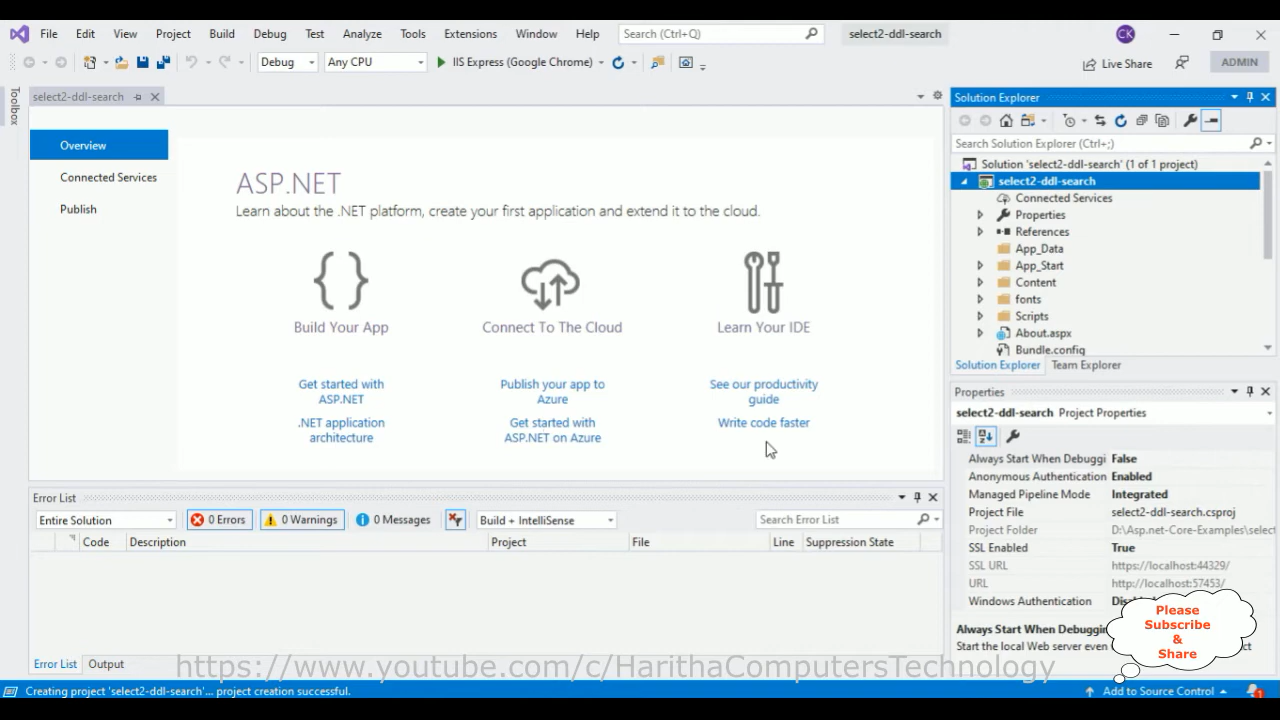 File Edit View Project Build Debug Test Analyze Tools Extensions Window Help Search (Ctrl+Q) select2-ddl-search CK
Debug Any CPU IIS Express (Google Chrome) Live Share ADMIN
Toolbox
select2-ddl-search
Overview
Connected Services
Publish
ASP.NET
Learn about the .NET platform, create your first application and extend it to the cloud.
Build Your App
Connect To The Cloud
Learn Your IDE
Get started with
ASP.NET
.NET application
architecture
Publish your app to
Azure
Get started with
ASP.NET on Azure
See our productivity
guide
Write code faster
Solution Explorer
Search Solution Explorer (Ctrl+;)
Solution 'select2-ddl-search' (1 of 1 project)
select2-ddl-search
Connected Services
Properties
References
App_Data
App_Start
Content
fonts
Scripts
About.aspx
Bundle.config
Solution Explorer Team Explorer
Properties
select2-ddl-search Project Properties
Always Start When Debuggi False
Anonymous Authentication Enabled
Managed Pipeline Mode Integrated
Project File select2-ddl-search.csproj
Project Folder D:\Asp.net-Core-Examples\select
SSL Enabled True
SSL URL https://localhost:44329/
URL http://localhost:57453/
Windows Authentication
Always Start When Debuggin
Start the local Web server even
Please
Subscribe
&
Share
Error List
Entire Solution 0 Errors 0 Warnings 0 Messages Build + IntelliSense Search Error List
Code Description Project File Line Suppression State
Error List Output
https://www.youtube.com/c/HarithaComputersTechnology
Creating project 'select2-ddl-search'... project creation successful. Add to Source Control 1